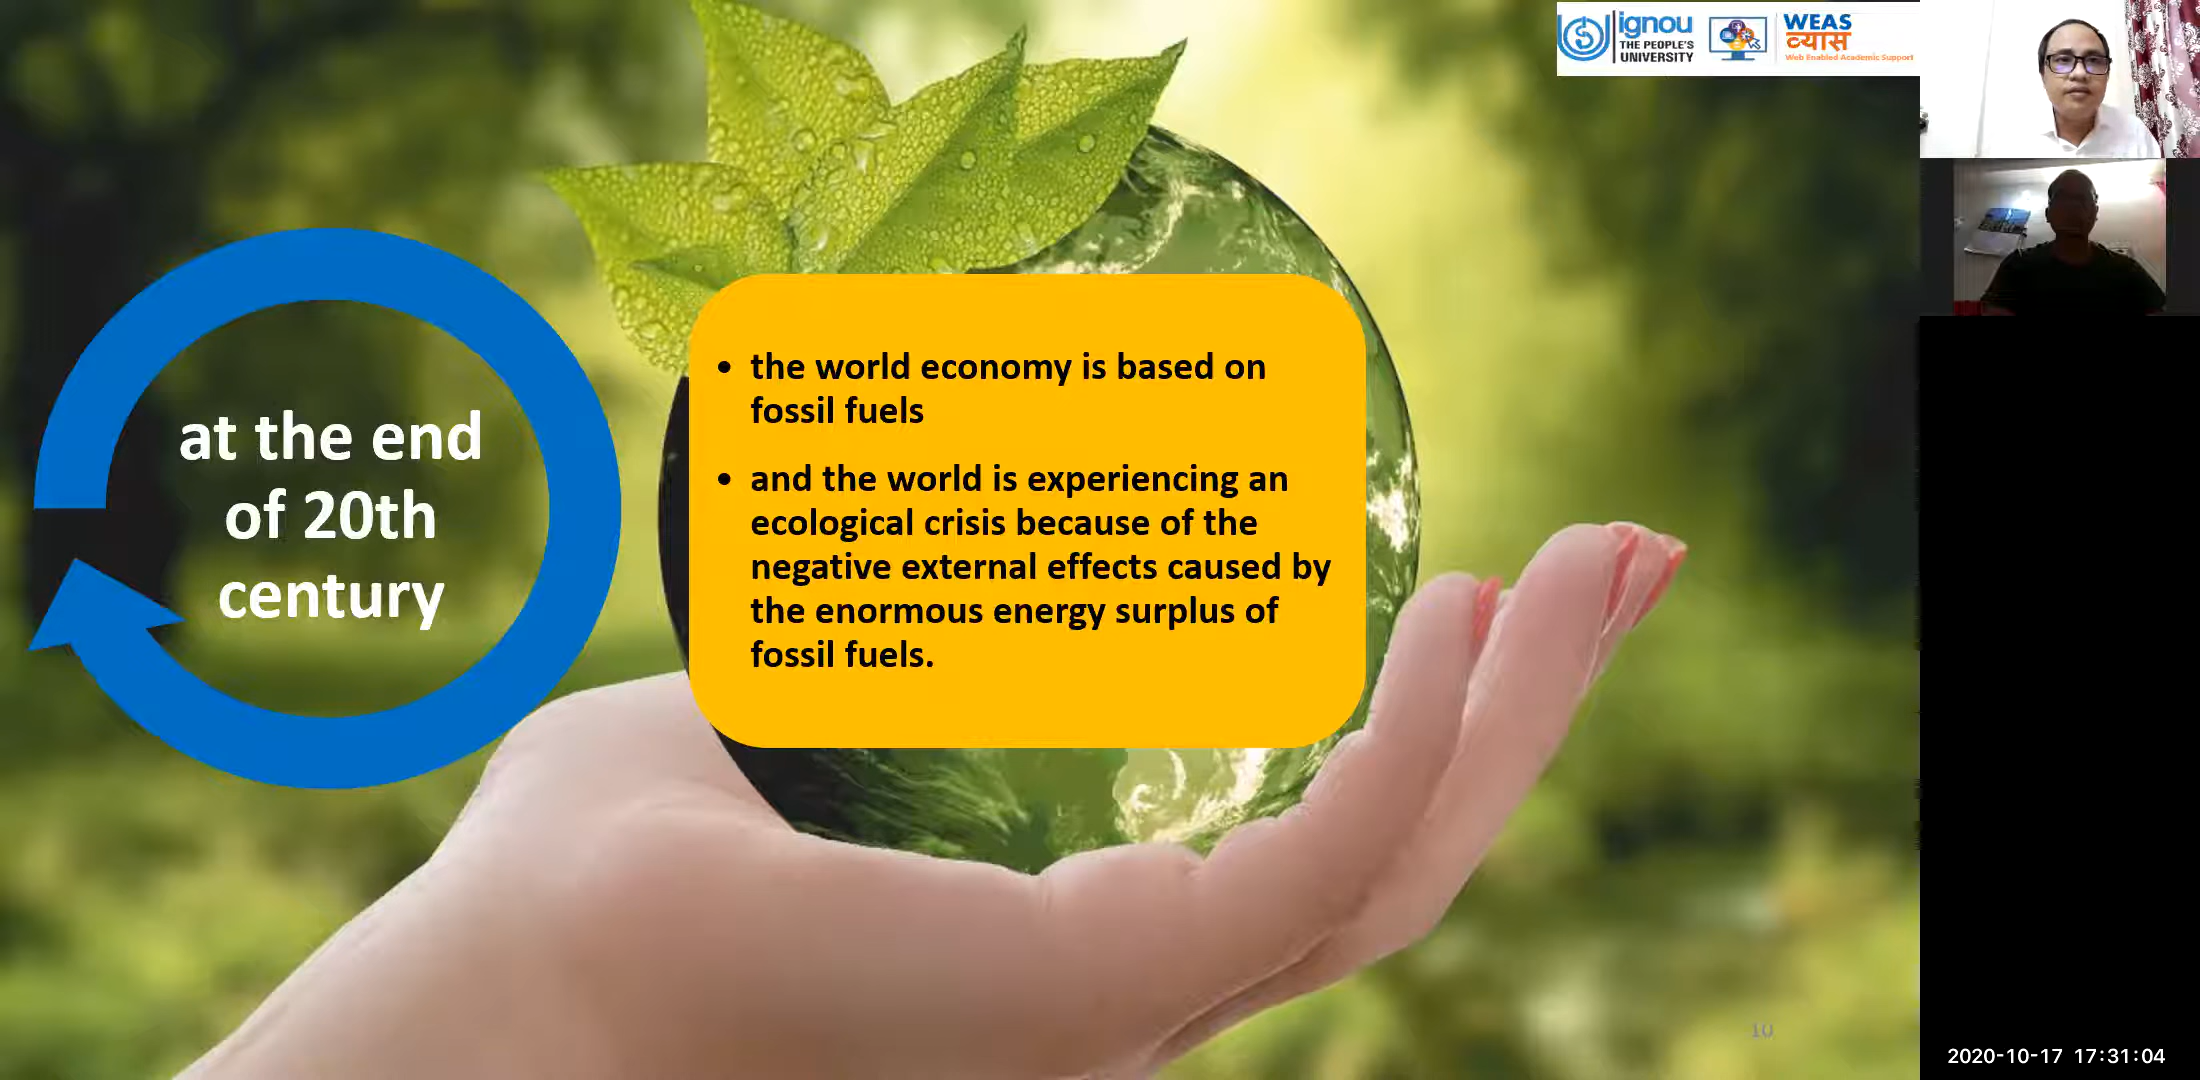 ignou
THE PEOPLE'S
UNIVERSITY
WEAS
व्यास
Web Enabled Academic Support
at the end
of 20th
century
• the world economy is based on
fossil fuels
• and the world is experiencing an
ecological crisis because of the
negative external effects caused by
the enormous energy surplus of
fossil fuels.
10
2020-10-17 17:31:04